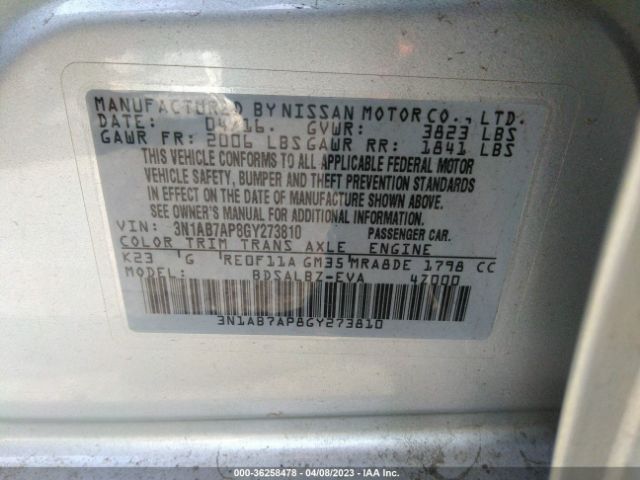 MANUFACTURED BY NISSAN MOTOR CO., LTD.
DATE: 04/16. GVWR: 3823 LBS
GAWR FR: 2006 LBS GAWR RR: 1841 LBS
THIS VEHICLE CONFORMS TO ALL APPLICABLE FEDERAL MOTOR
VEHICLE SAFETY, BUMPER AND THEFT PREVENTION STANDARDS
IN EFFECT ON THE DATE OF MANUFACTURE SHOWN ABOVE.
SEE OWNER'S MANUAL FOR ADDITIONAL INFORMATION.
VIN: 3N1AB7AP8GY273810 PASSENGER CAR.
COLOR TRIM TRANS AXLE ENGINE
K23 G RE0F11A GM35 MRA8DE 1798 CC
MODEL: BDSALBZ-EVA 4Z000
3N1AB7AP8GY273810
000-36258478 - 04/08/2023 - IAA Inc.